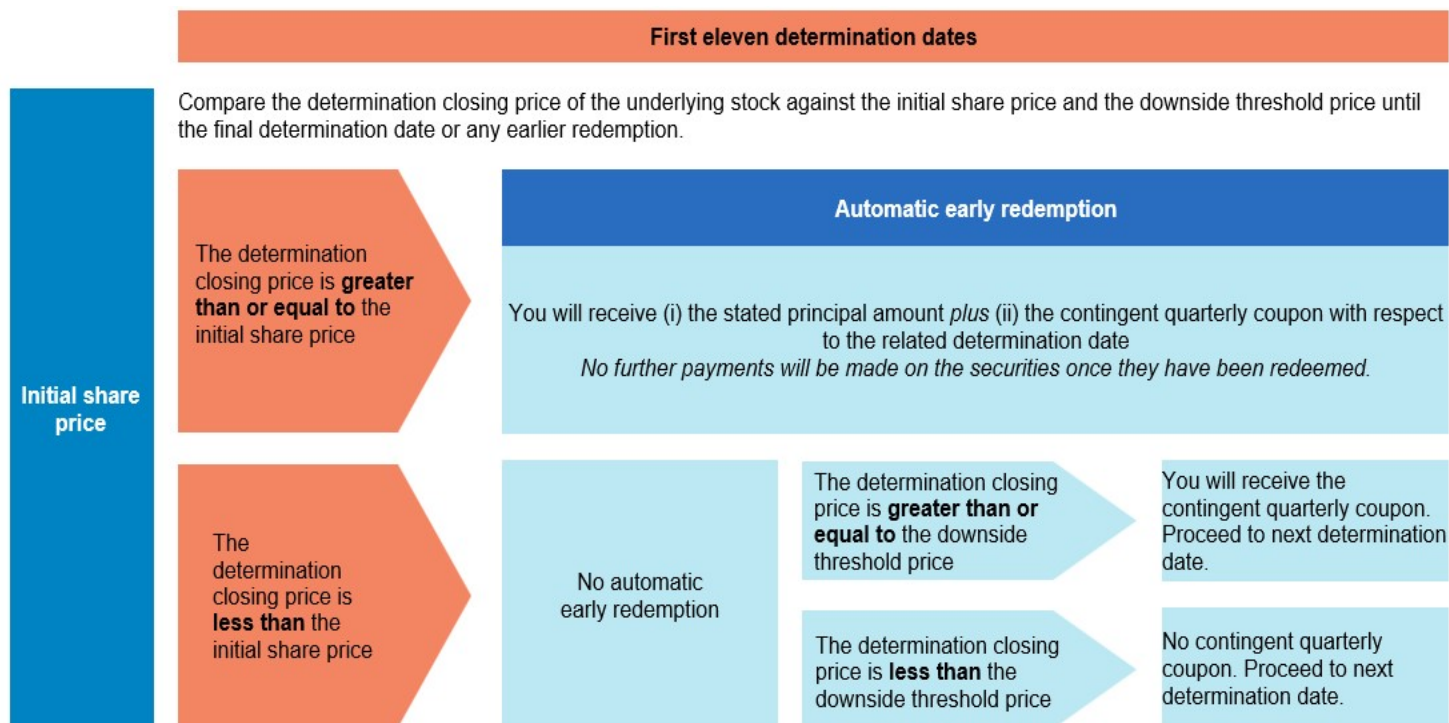 First eleven determination dates
Compare the determination closing price of the underlying stock against the initial share price and the downside threshold price until
the final determination date or any earlier redemption.
Initial share
price
The determination
closing price is greater
than or equal to the
initial share price
Automatic early redemption
You will receive (i) the stated principal amount plus (ii) the contingent quarterly coupon with respect
to the related determination date
No further payments will be made on the securities once they have been redeemed.
The
determination
closing price is
less than the
initial share price
No automatic
early redemption
The determination closing
price is greater than or
equal to the downside
threshold price
You will receive the
contingent quarterly coupon.
Proceed to next determination
date.
The determination closing
price is less than the
downside threshold price
No contingent quarterly
coupon. Proceed to next
determination date.